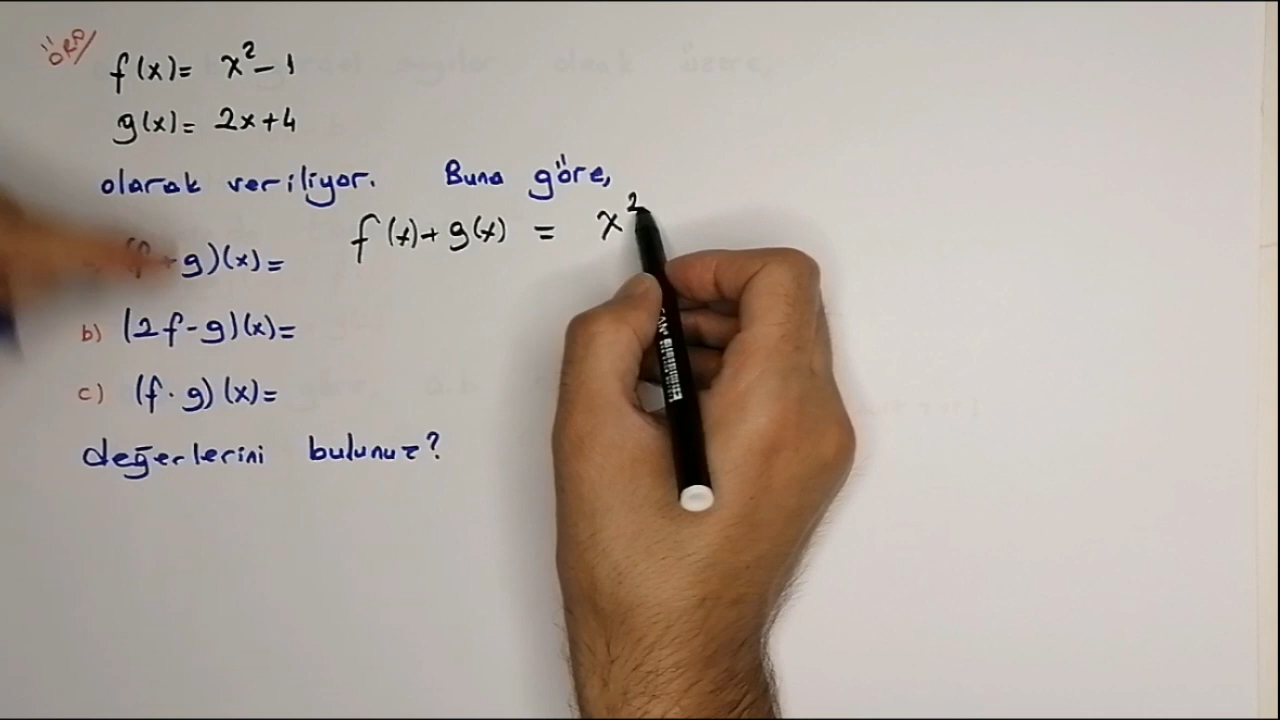 ÖRN/
f(x)= x²-1
g(x)= 2x+4
olarak veriliyor. Buna göre,
f(x)+g(x) = x²
g)(x)=
b) (2f-g)(x)=
c) (f·g)(x)=
değerlerini bulunuz?